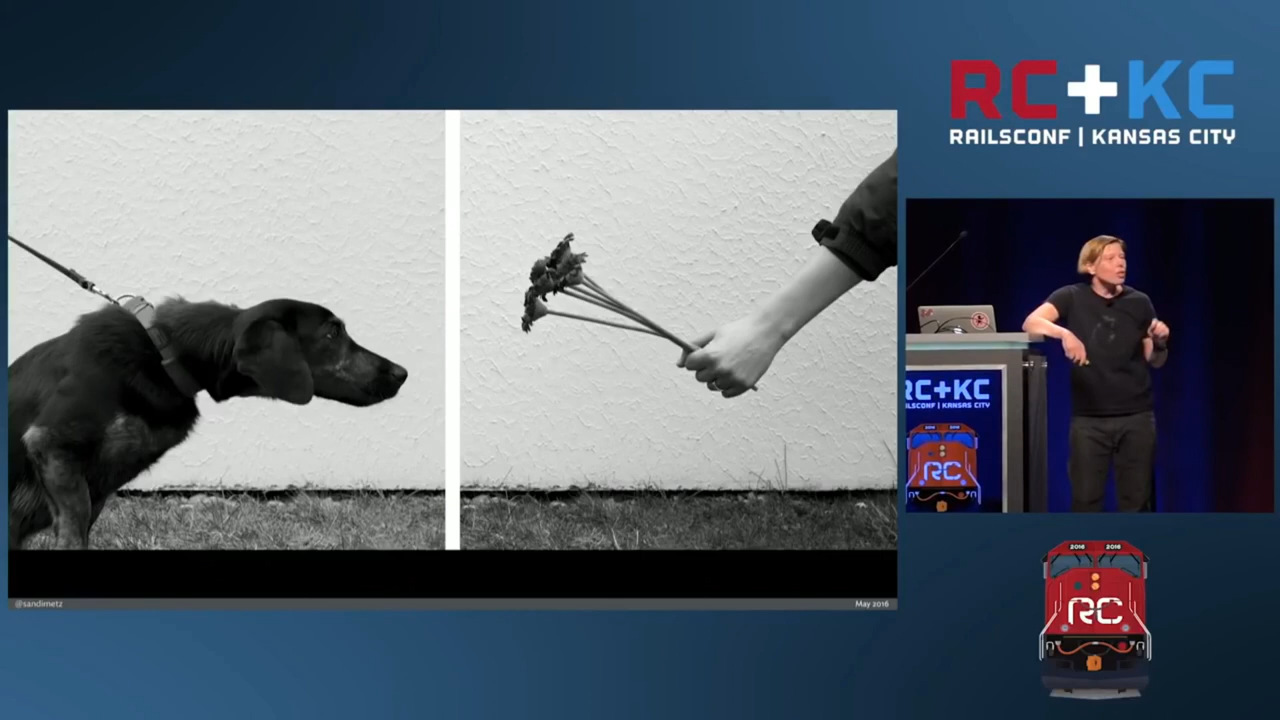 RC+KC
RAILSCONF | KANSAS CITY
RC+KC
RAILSCONF | KANSAS CITY
RC
2016 2016
RC
@sandimetz
May 2016